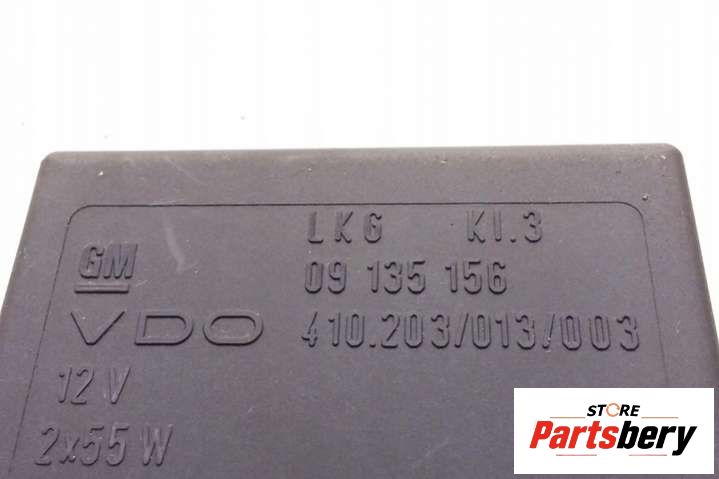 LKG KI.3
GM 09 135 156
VDO 410.203/013/003
12 V
2x55 W
STORE
Partsbery